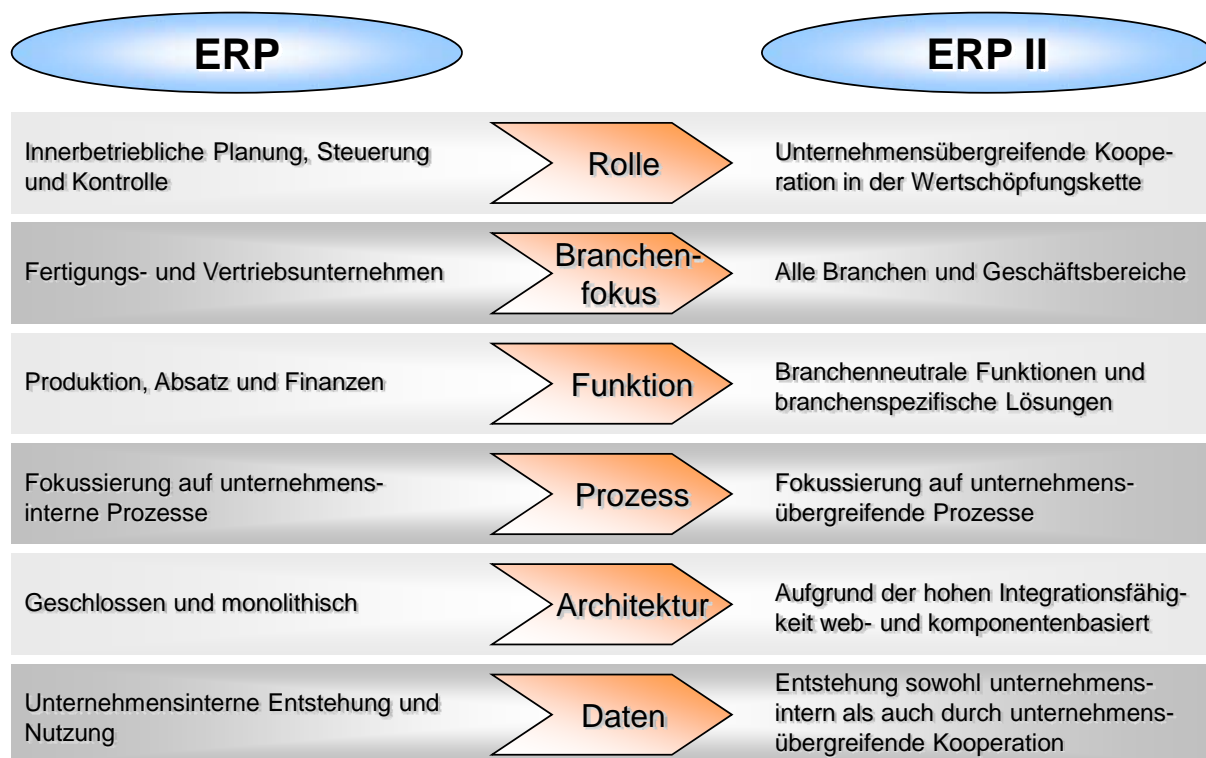 ERP
ERP II
Innerbetriebliche Planung, Steuerung
und Kontrolle
Rolle
Unternehmensübergreifende Koope-
ration in der Wertschöpfungskette
Fertigungs- und Vertriebsunternehmen
Branchen-
fokus
Alle Branchen und Geschäftsbereiche
Produktion, Absatz und Finanzen
Funktion
Branchenneutrale Funktionen und
branchenspezifische Lösungen
Fokussierung auf unternehmens-
interne Prozesse
Prozess
Fokussierung auf unternehmens-
übergreifende Prozesse
Geschlossen und monolithisch
Architektur
Aufgrund der hohen Integrationsfähig-
keit web- und komponentenbasiert
Unternehmensinterne Entstehung und
Nutzung
Daten
Entstehung sowohl unternehmens-
intern als auch durch unternehmens-
übergreifende Kooperation